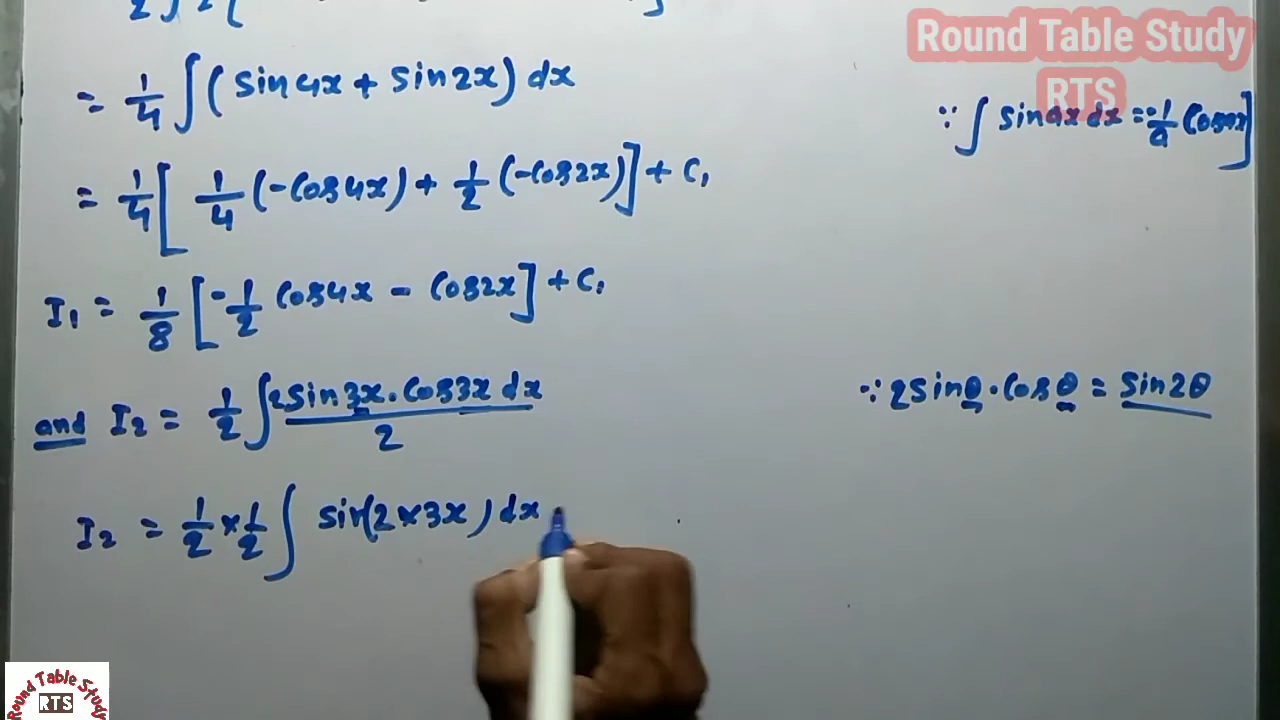 Round Table Study
RTS
= 1/4 ∫ (sin4x + sin2x) dx
∵ ∫ sin ax dx = -1/a cos ax]
= 1/4 [ 1/4 (-cos4x) + 1/2 (-cos2x) ] + C₁
I₁ = 1/8 [ -1/2 cos4x - cos2x ] + C₁
and I₂ = 1/2 ∫ 2sin3x·cos3x dx / 2
∵ 2sinθ·cosθ = sin2θ
I₂ = 1/2 × 1/2 ∫ sin(2×3x) dx
Round Table Study
RTS